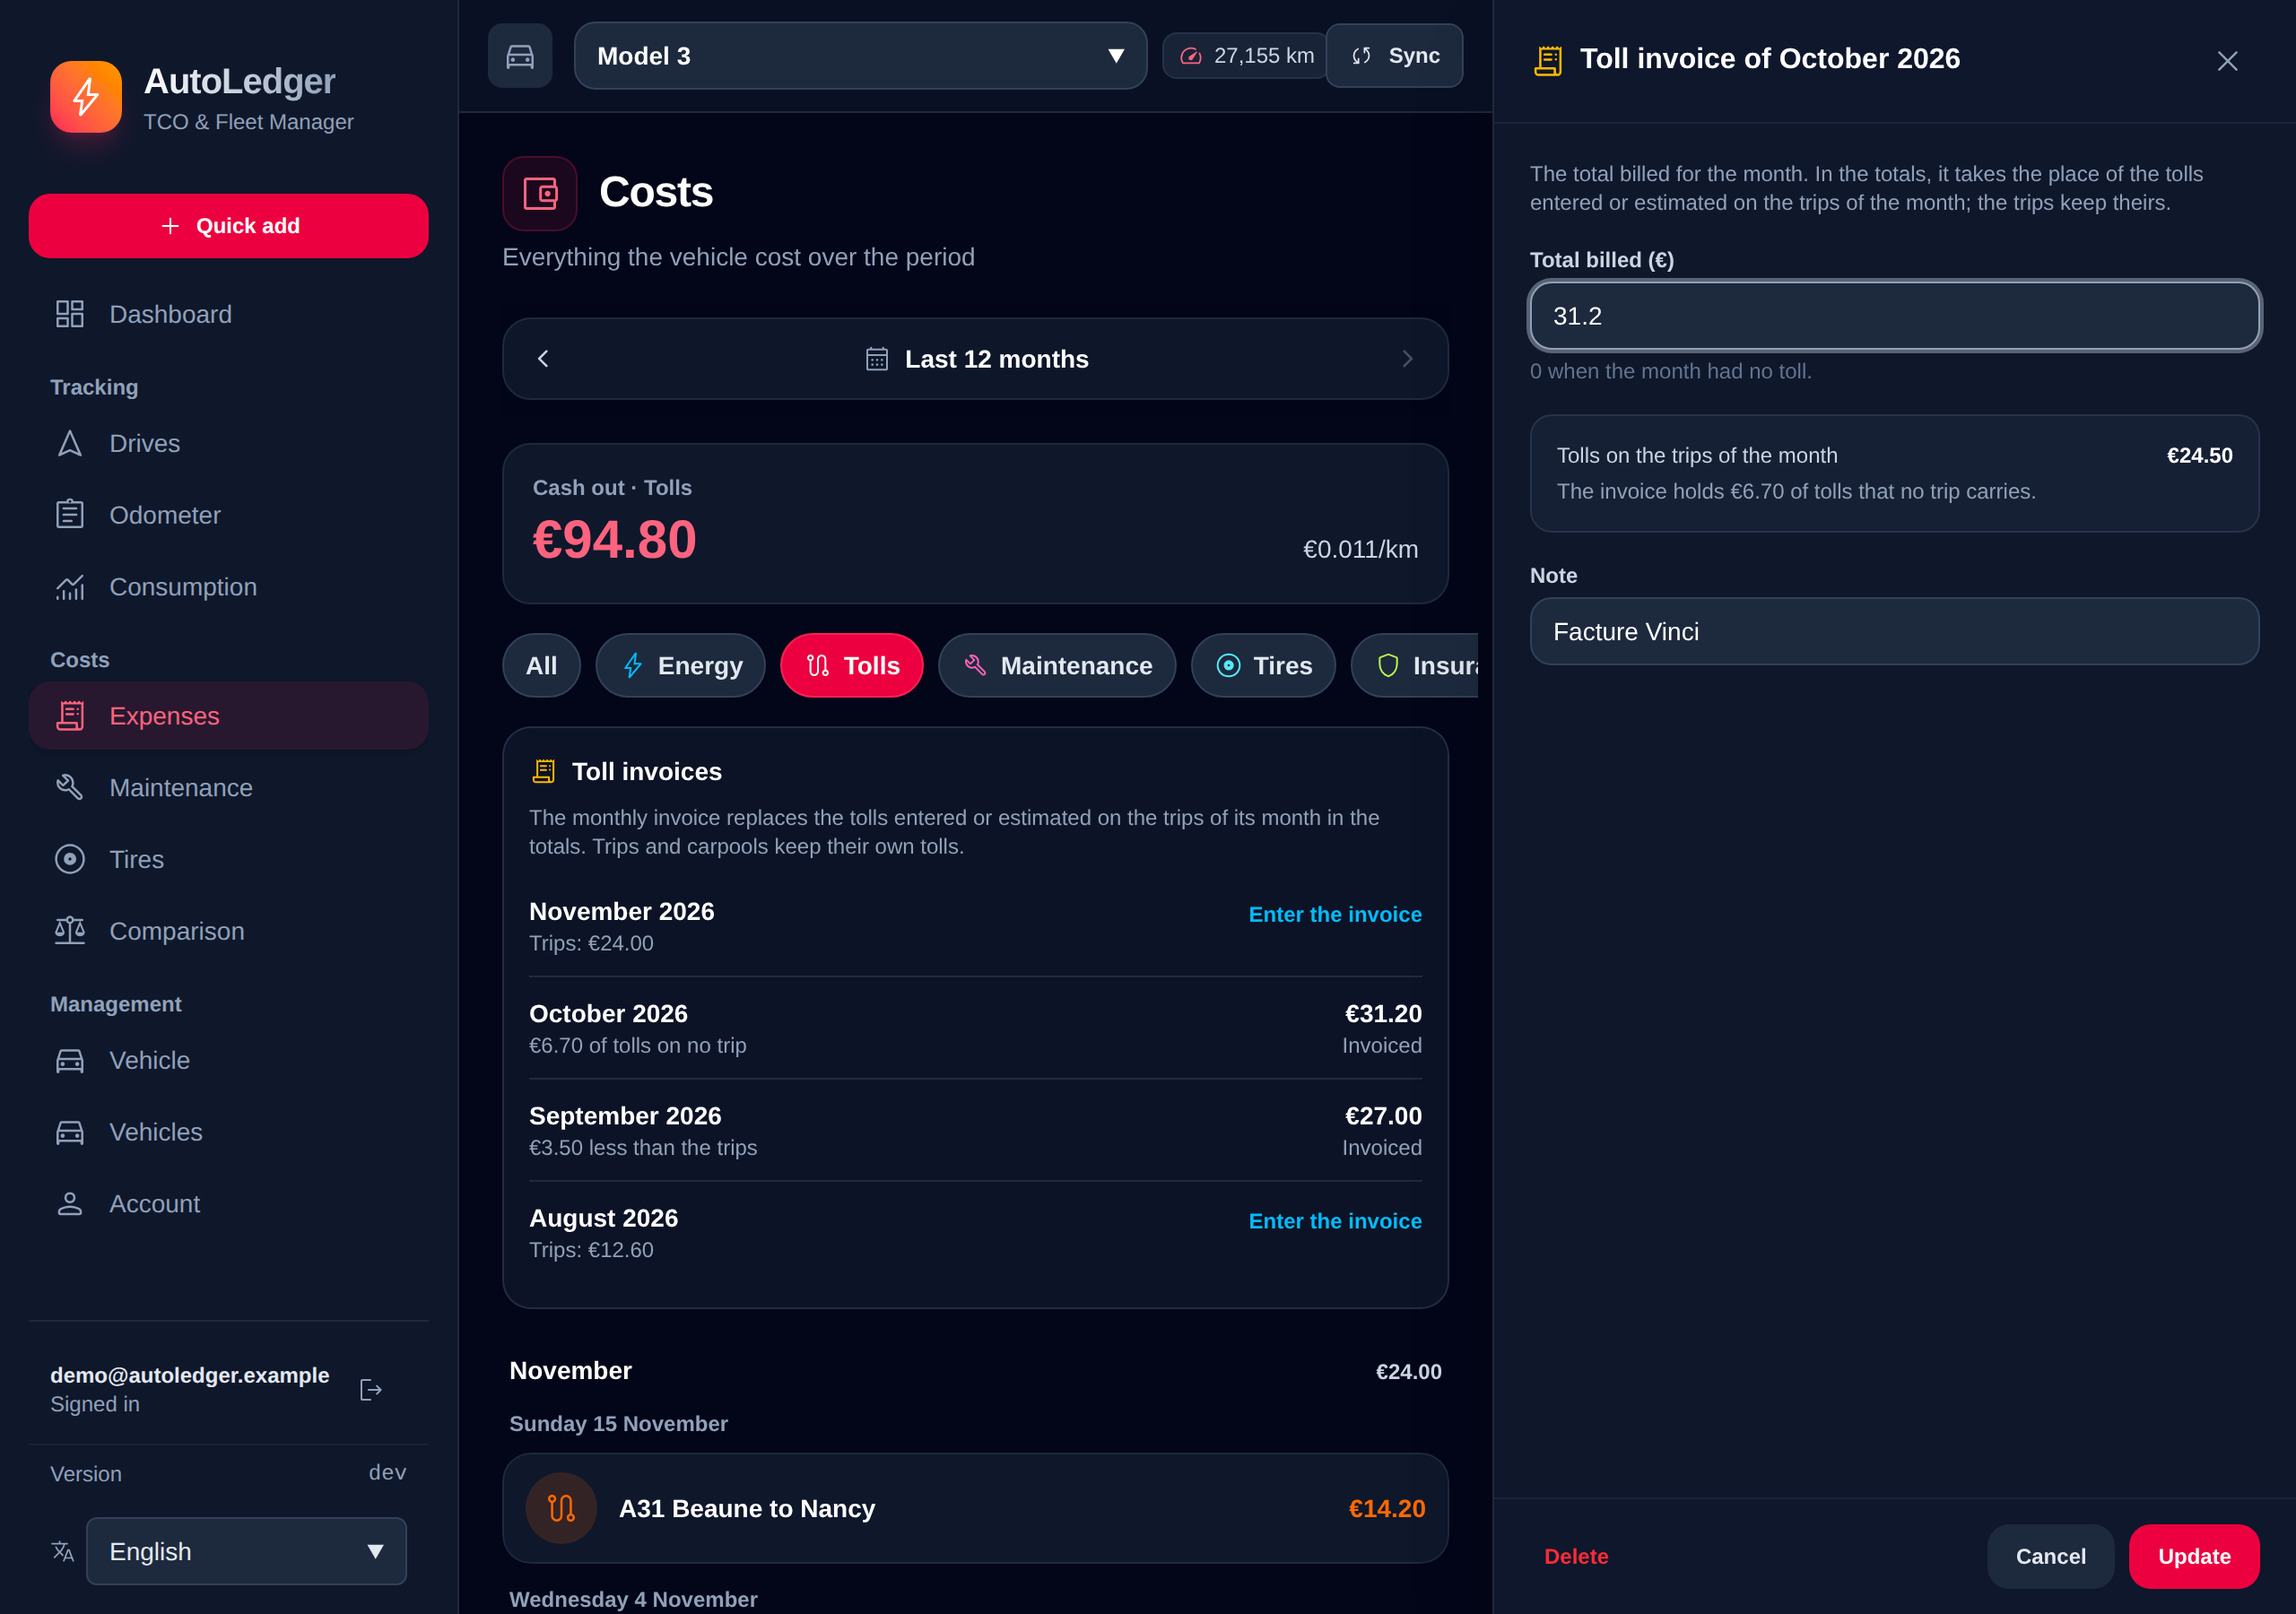 AutoLedger
TCO & Fleet Manager
Quick add
Dashboard
Tracking
Drives
Odometer
Consumption
Costs
Expenses
Maintenance
Tires
Comparison
Management
Vehicle
Vehicles
Account
demo@autoledger.example
Signed in
Version dev
English
Model 3
27,155 km
Sync
Costs
Everything the vehicle cost over the period
Last 12 months
Cash out · Tolls
€94.80
€0.011/km
All
Energy
Tolls
Maintenance
Tires
Insura
Toll invoices
The monthly invoice replaces the tolls entered or estimated on the trips of its month in the
totals. Trips and carpools keep their own tolls.
November 2026
Enter the invoice
Trips: €24.00
October 2026
€31.20
€6.70 of tolls on no trip
Invoiced
September 2026
€27.00
€3.50 less than the trips
Invoiced
August 2026
Enter the invoice
Trips: €12.60
November
€24.00
Sunday 15 November
A31 Beaune to Nancy
€14.20
Wednesday 4 November
Toll invoice of October 2026
The total billed for the month. In the totals, it takes the place of the tolls
entered or estimated on the trips of the month; the trips keep theirs.
Total billed (€)
31.2
0 when the month had no toll.
Tolls on the trips of the month
€24.50
The invoice holds €6.70 of tolls that no trip carries.
Note
Facture Vinci
Delete
Cancel
Update